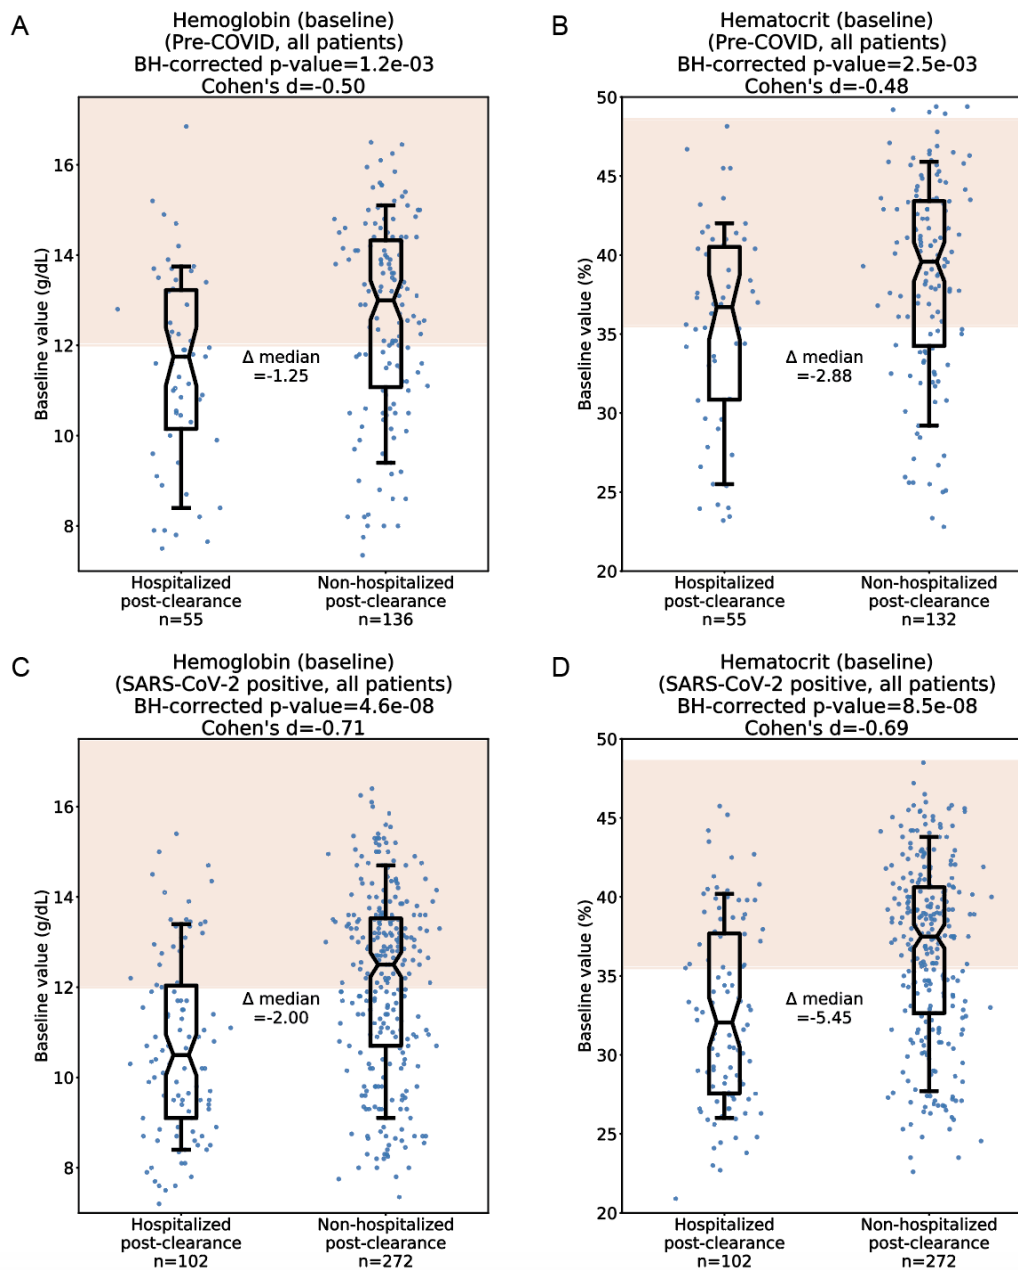 A
Hemoglobin (baseline)
(Pre-COVID, all patients)
BH-corrected p-value=1.2e-03
Cohen's d=-0.50
Baseline value (g/dL)
16
14
12
10
8
Δ median
=-1.25
Hospitalized
post-clearance
n=55
Non-hospitalized
post-clearance
n=136
B
Hematocrit (baseline)
(Pre-COVID, all patients)
BH-corrected p-value=2.5e-03
Cohen's d=-0.48
Baseline value (%)
50
45
40
35
30
25
20
Δ median
=-2.88
Hospitalized
post-clearance
n=55
Non-hospitalized
post-clearance
n=132
C
Hemoglobin (baseline)
(SARS-CoV-2 positive, all patients)
BH-corrected p-value=4.6e-08
Cohen's d=-0.71
Baseline value (g/dL)
16
14
12
10
8
Δ median
=-2.00
Hospitalized
post-clearance
n=102
Non-hospitalized
post-clearance
n=272
D
Hematocrit (baseline)
(SARS-CoV-2 positive, all patients)
BH-corrected p-value=8.5e-08
Cohen's d=-0.69
Baseline value (%)
50
45
40
35
30
25
20
Δ median
=-5.45
Hospitalized
post-clearance
n=102
Non-hospitalized
post-clearance
n=272